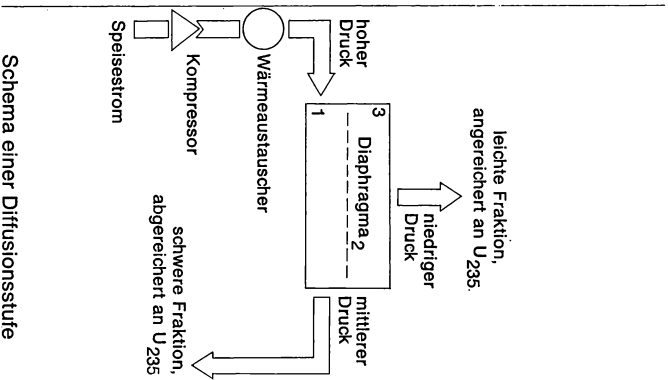 Schema einer Diffusionsstufe
Speisestrom
Kompressor
Wärmeaustauscher
hoher
Druck
3
1
Diaphragma 2
niedriger
Druck
leichte Fraktion,
angereichert an U235.
mittlerer
Druck
schwere Fraktion,
abgereichert an U235